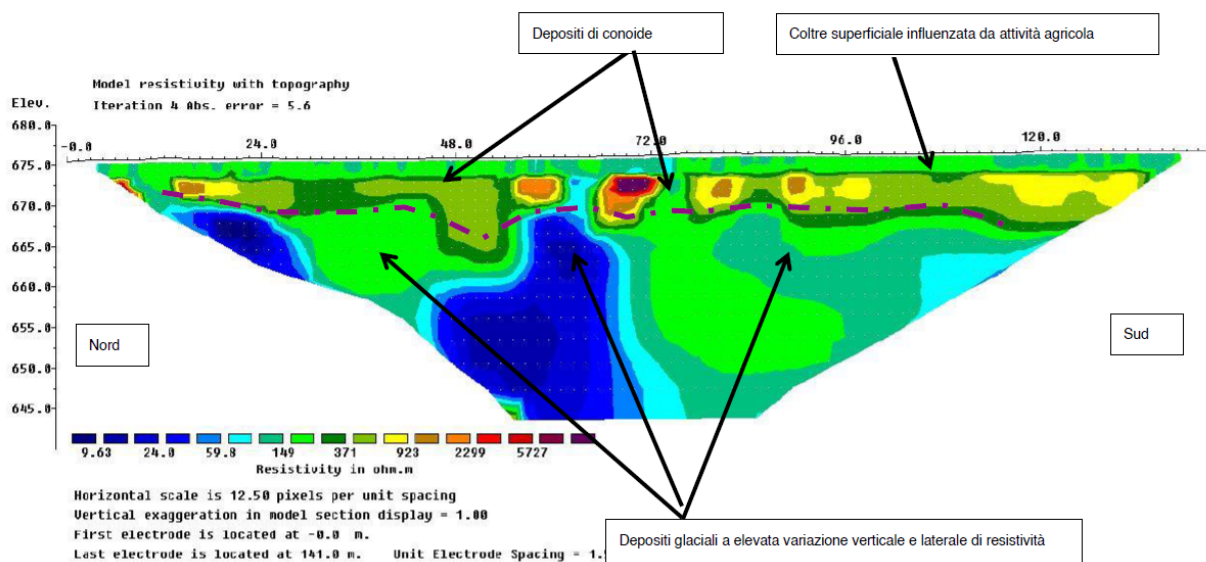 Depositi di conoide
Coltre superficiale influenzata da attività agricola
Model resistivity with topography
Iteration 4 Abs. error = 5.6
Elev.
680.0
675.0
670.0
665.0
660.0
655.0
650.0
645.0
-0.0 24.0 48.0 72.0 96.0 120.0
Nord
Sud
9.63 24.0 59.8 149 371 923 2299 5727
Resistivity in ohm.m
Horizontal scale is 12.50 pixels per unit spacing
Vertical exaggeration in model section display = 1.00
First electrode is located at -0.0 m.
Last electrode is located at 141.0 m. Unit Electrode Spacing =
Depositi glaciali a elevata variazione verticale e laterale di resistività